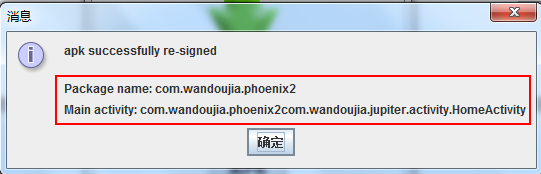 消息
apk successfully re-signed
Package name: com.wandoujia.phoenix2
Main activity: com.wandoujia.phoenix2com.wandoujia.jupiter.activity.HomeActivity
确定